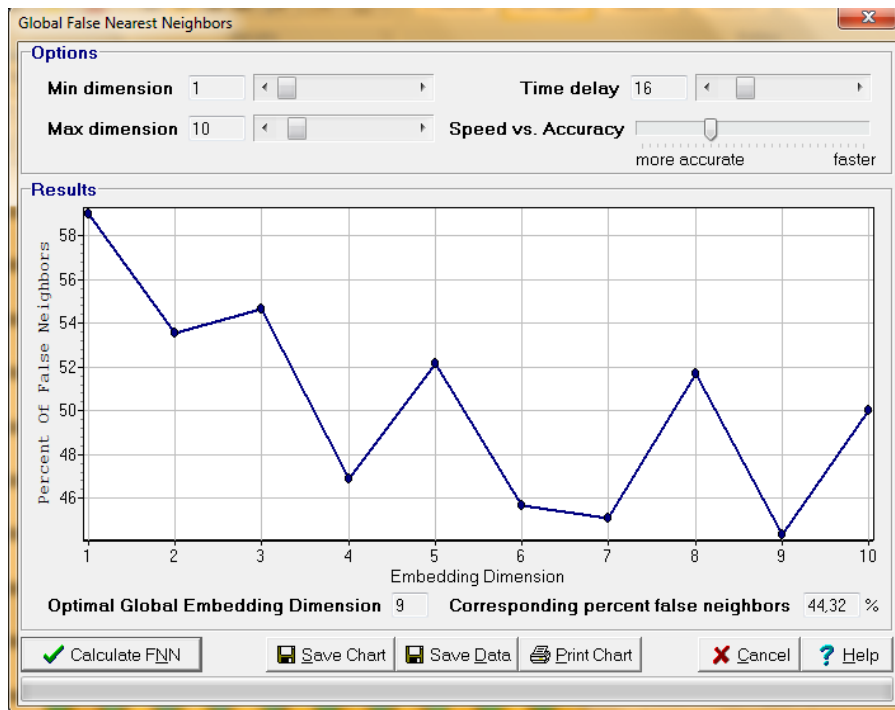 Global False Nearest Neighbors
Options
Min dimension 1 Time delay 16
Max dimension 10 Speed vs. Accuracy
more accurate faster
Results
Percent Of False Neighbors
58
56
54
52
50
48
46
1 2 3 4 5 6 7 8 9 10
Embedding Dimension
Optimal Global Embedding Dimension 9 Corresponding percent false neighbors 44,32 %
Calculate FNN Save Chart Save Data Print Chart Cancel Help